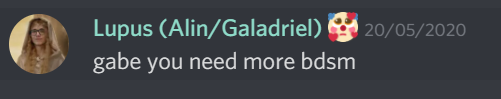 Lupus (Alin/Galadriel) 20/05/2020
gabe you need more bdsm